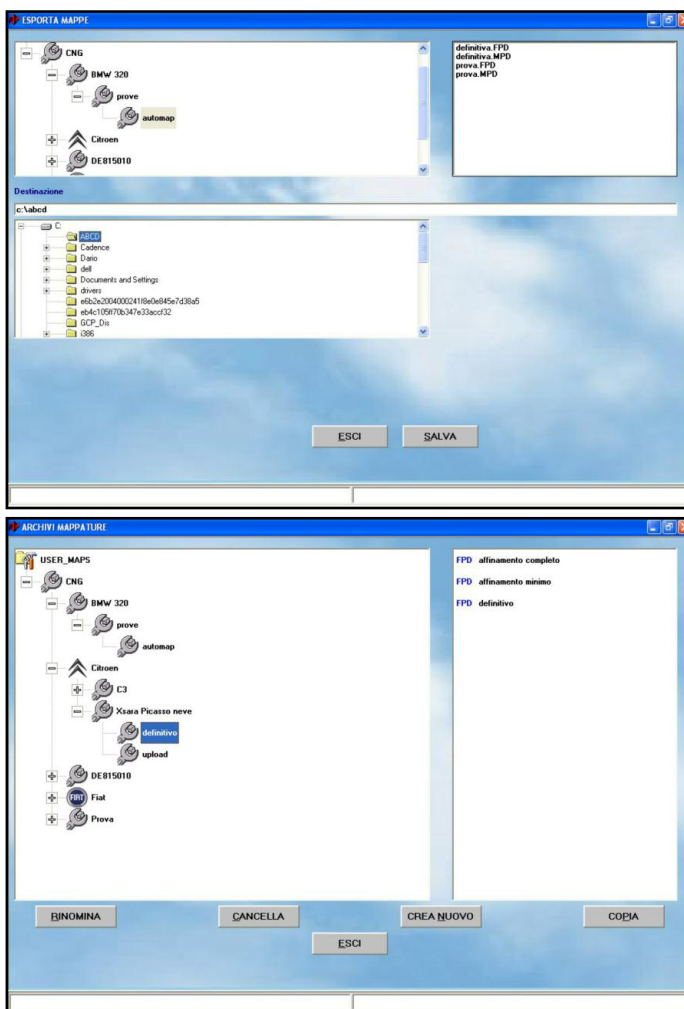 ESPORTA MAPPE
CNG
BMW 320
prove
automap
Citroen
DE815010
definitiva.FPD
definitiva.MPD
prova.FPD
prova.MPD
Destinazione
c:\abcd
C:
ABCD
Cadence
Dario
dell
Documents and Settings
drivers
e6b2e2004000241f8e0e845e7d38a5
eb4c105ff70b347e33accf32
GCP_Dis
i386
ESCI SALVA
ARCHIVI MAPPATURE
USER_MAPS
CNG
BMW 320
prove
automap
Citroen
C3
Xsara Picasso neve
definitivo
upload
DE815010
FIAT Fiat
Prova
FPD affinamento completo
FPD affinamento minimo
FPD definitivo
RINOMINA CANCELLA CREA NUOVO COPIA
ESCI